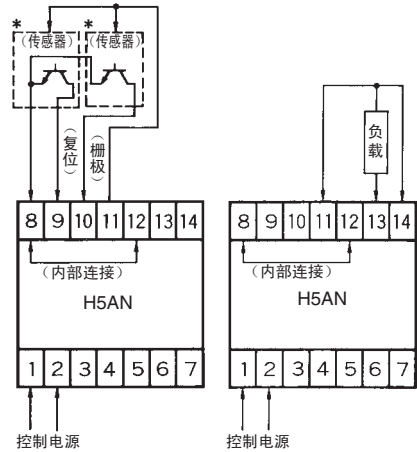 * *
（传感器） （传感器）
（复位）
（栅极）
负载
8 9 10 11 12 13 14
（内部连接）
H5AN
1 2 3 4 5 6 7
控制电源
8 9 10 11 12 13 14
（内部连接）
H5AN
1 2 3 4 5 6 7
控制电源